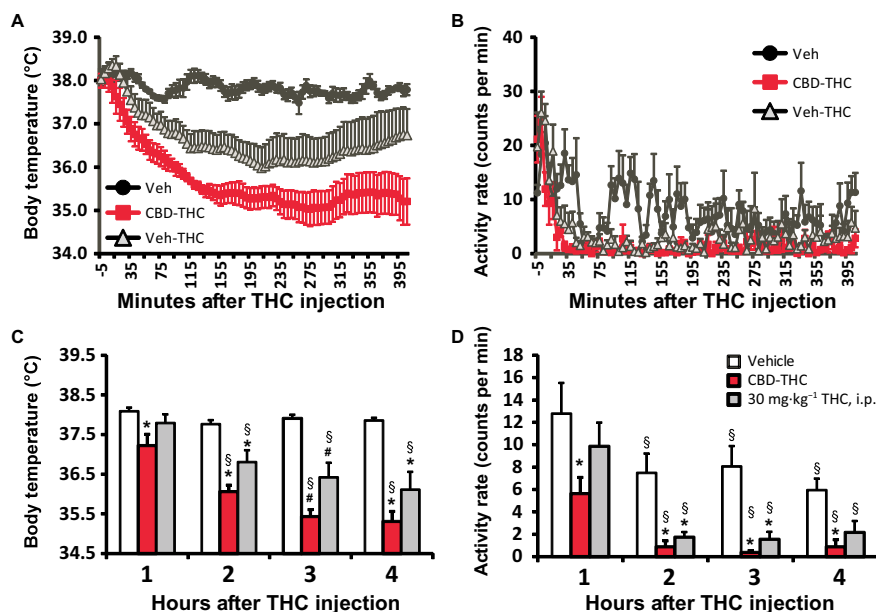 A
Body temperature (°C)
39.0
38.0
37.0
36.0
35.0
34.0
Veh
CBD-THC
Veh-THC
-5 35 75 115 155 195 235 275 315 355 395
Minutes after THC injection
B
Activity rate (counts per min)
40
30
20
10
0
Veh
CBD-THC
Veh-THC
-5 35 75 115 155 195 235 275 315 355 395
Minutes after THC injection
C
Body temperature (°C)
39.5
38.5
37.5
36.5
35.5
34.5
*
§ *
§ *
§ #
§ #
§ *
§ *
1 2 3 4
Hours after THC injection
D
Activity rate (counts per min)
18
16
14
12
10
8
6
4
2
0
Vehicle
CBD-THC
30 mg·kg⁻¹ THC, i.p.
*
§
§ *
§ *
§
§ *
§ *
§
§ *
§
1 2 3 4
Hours after THC injection